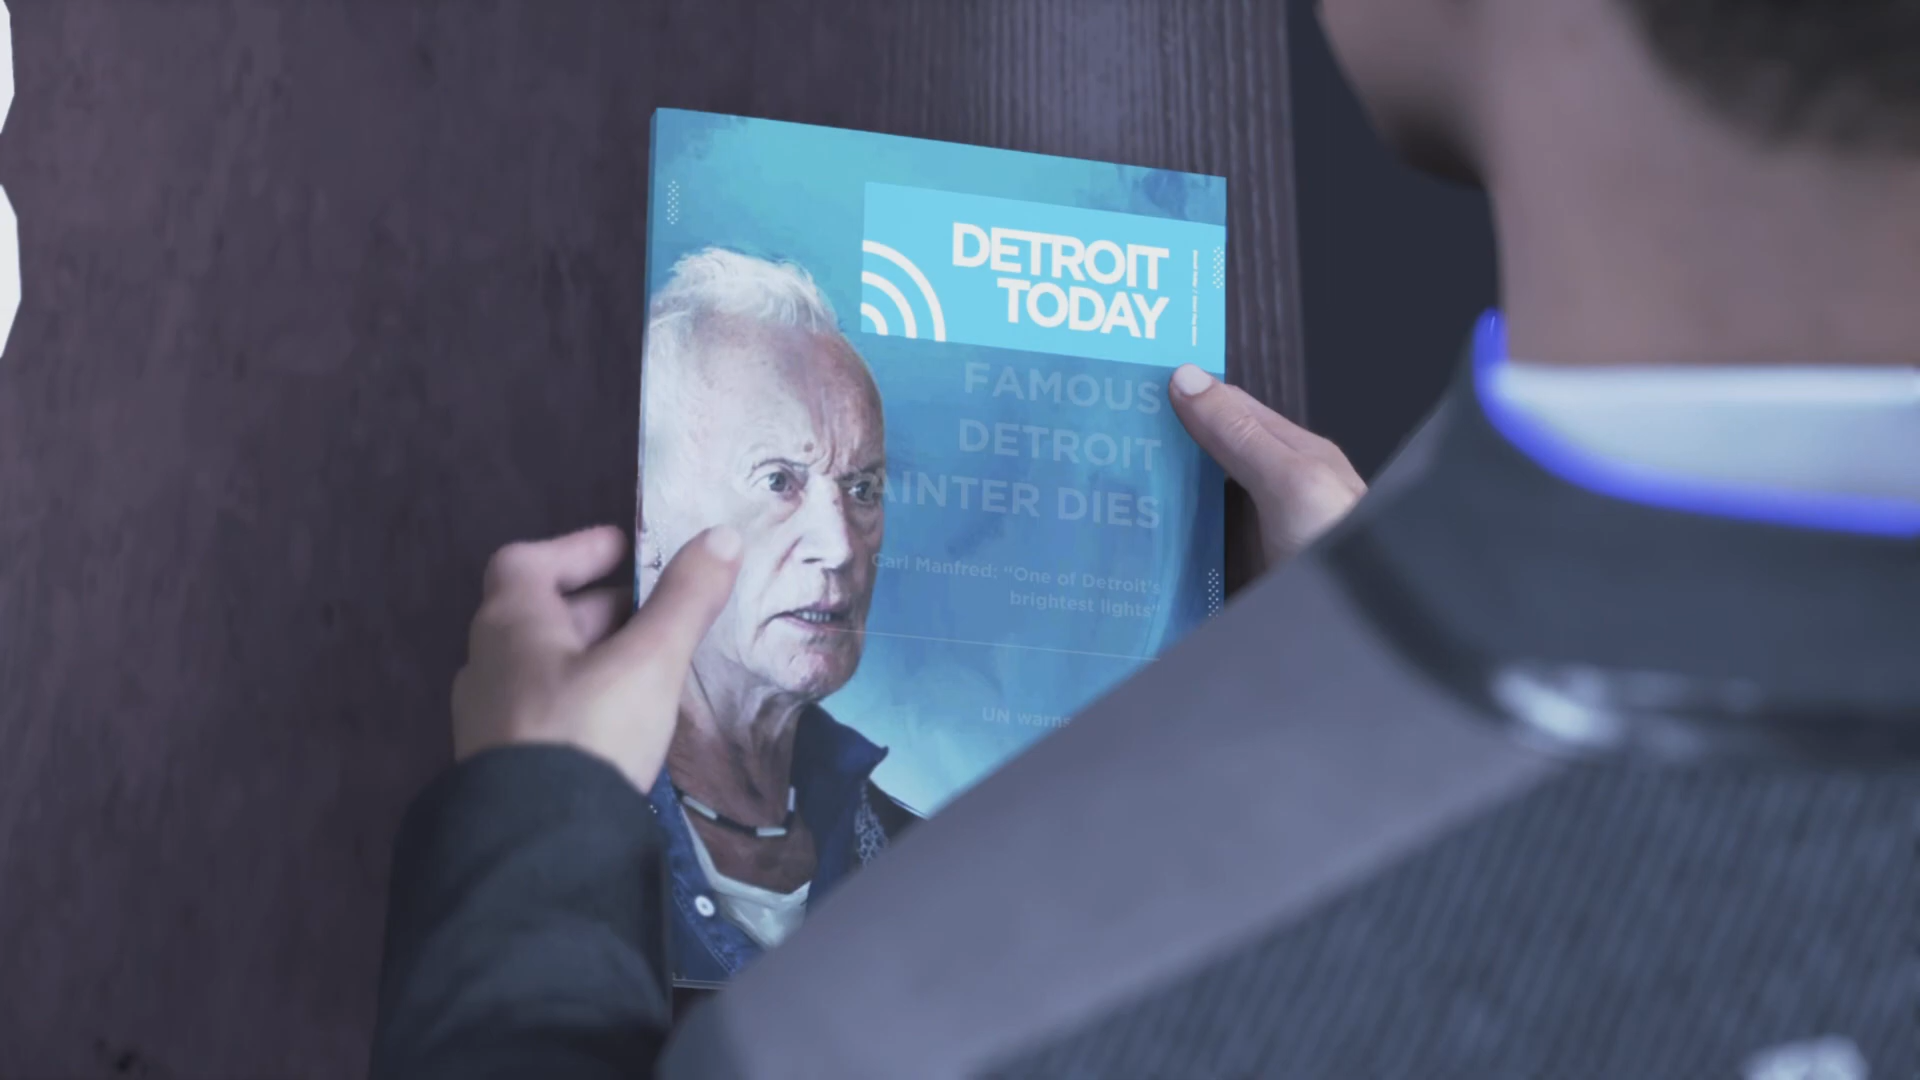 DETROIT
TODAY
FAMOUS
DETROIT
AINTER DIES
Carl Manfred: "One of Detroit's
brightest lights"
UN warns